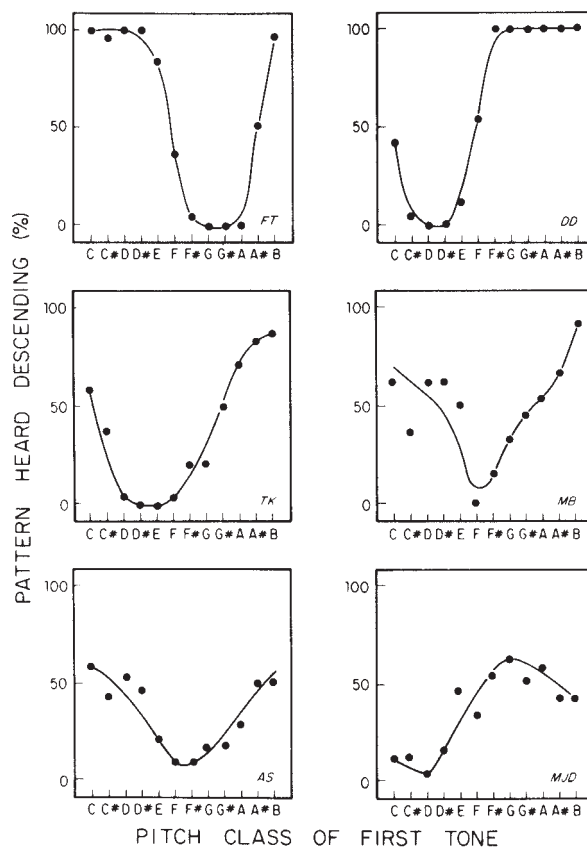 PATTERN HEARD DESCENDING (%)
100
50
0
FT
C C# D D# E F F# G G# A A# B
100
50
0
DD
C C# D D# E F F# G G# A A# B
100
50
0
TK
C C# D D# E F F# G G# A A# B
100
50
0
MB
C C# D D# E F F# G G# A A# B
100
50
0
AS
C C# D D# E F F# G G# A A# B
100
50
0
MJD
C C# D D# E F F# G G# A A# B
PITCH CLASS OF FIRST TONE